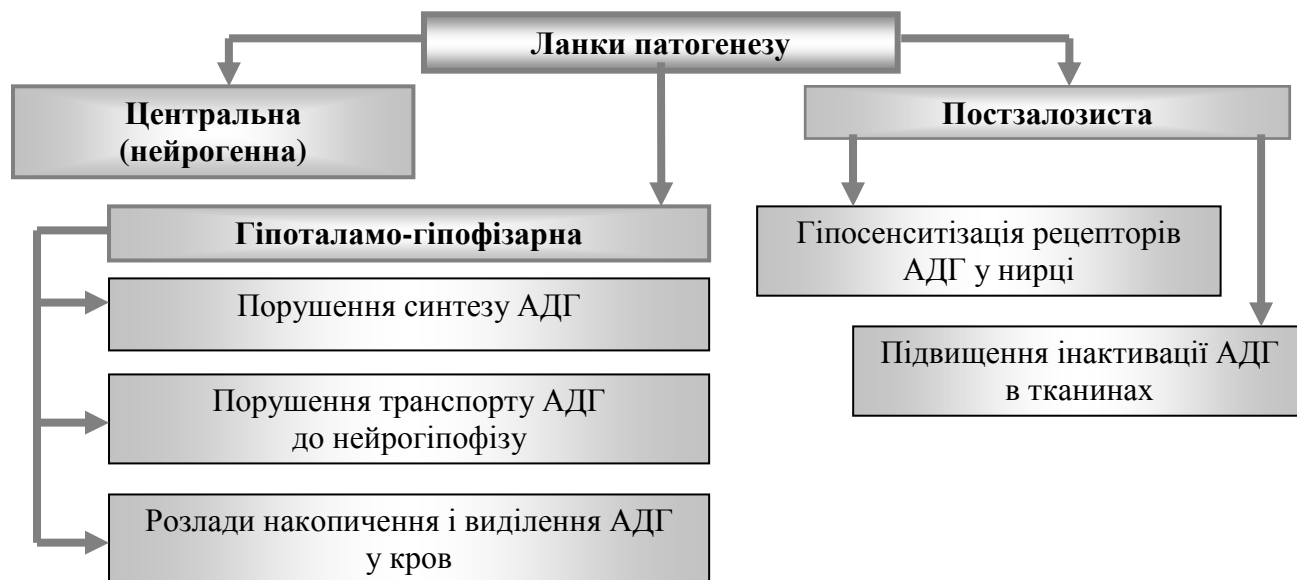 Ланки патогенезу
Центральна
(нейрогенна)
Постзалозиста
Гіпоталамо-гіпофізарна
Гіпосенситізація рецепторів
АДГ у нирці
Порушення синтезу АДГ
Підвищення інактивації АДГ
в тканинах
Порушення транспорту АДГ
до нейрогіпофізу
Розлади накопичення і виділення АДГ
у кров